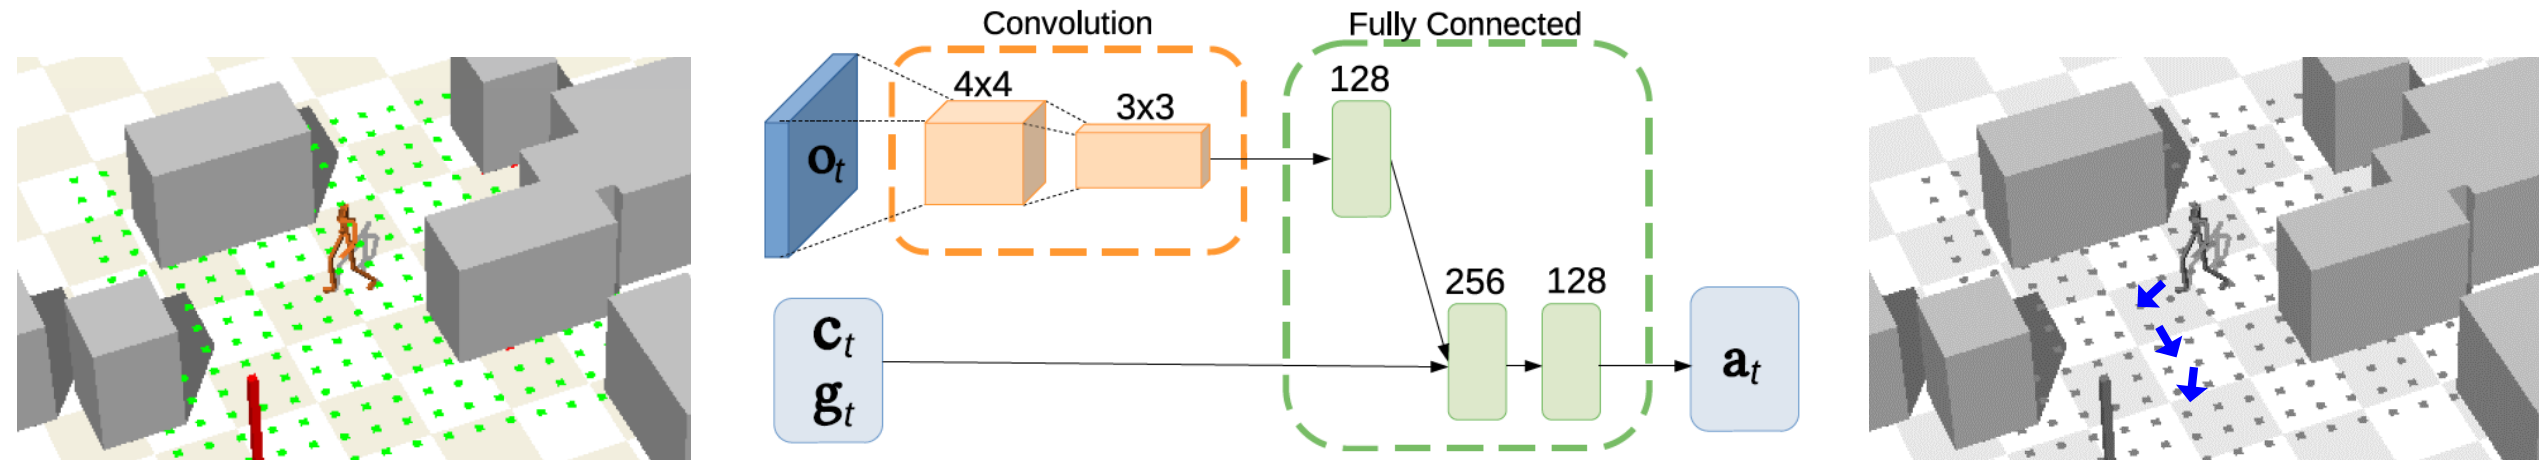 Convolution
Fully Connected
4x4
3x3
128
o_t
256
128
c_t
g_t
a_t